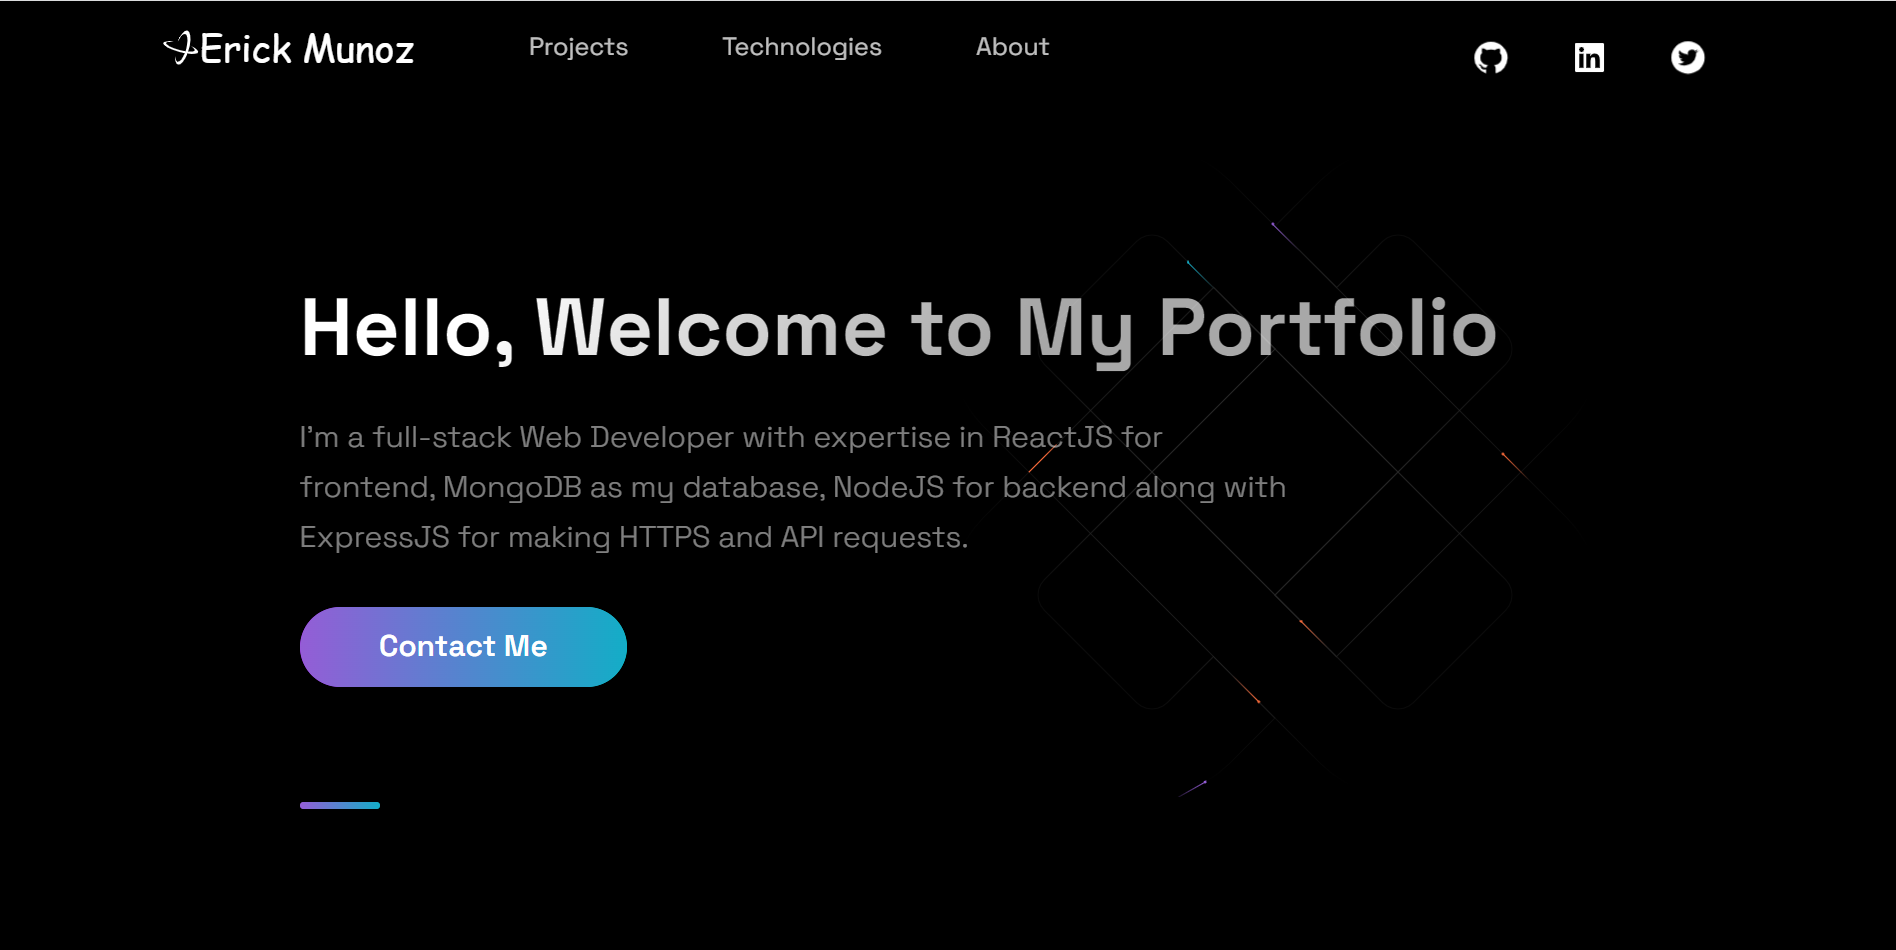 Erick Munoz
Projects
Technologies
About
Hello, Welcome to My Portfolio
I'm a full-stack Web Developer with expertise in ReactJS for
frontend, MongoDB as my database, NodeJS for backend along with
ExpressJS for making HTTPS and API requests.
Contact Me